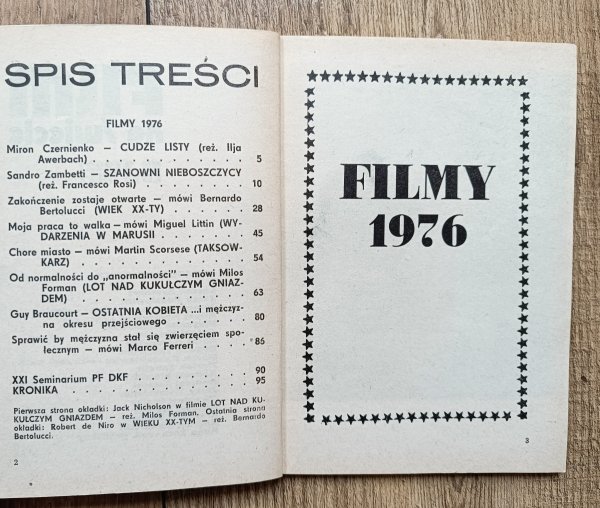 SPIS TREŚCI
FILMY 1976
Miron Czernienko — CUDZE LISTY (reż. Ilja
Awerbach) . . . . . . . . . . . . 5
Sandro Zambetti — SZANOWNI NIEBOSZCZYCY
(reż. Francesco Rosi) . . . . . . . . 10
Zakończenie zostaje otwarte — mówi Bernardo
Bertolucci (WIEK XX-TY) . . . . . . . 28
Moja praca to walka — mówi Miguel Littin (WY-
DARZENIA W MARUSII) . . . . . . . 45
Chore miasto — mówi Martin Scorsese (TAKSOW-
KARZ) . . . . . . . . . . . . . 54
Od normalności do „anormalności" — mówi Milos
Forman (LOT NAD KUKUŁCZYM GNIAZ-
DEM) . . . . . . . . . . . . . 63
Guy Braucourt — OSTATNIA KOBIETA ...i mężczyz-
na okresu przejściowego . . . . . . . 80
Sprawić by mężczyzna stał się zwierzęciem spo-
łecznym — mówi Marco Ferreri . . . . . 86
XXI Seminarium PF DKF . . . . . . . . 90
KRONIKA . . . . . . . . . . . . . 95
Pierwsza strona okładki: Jack Nicholson w filmie LOT NAD KU-
KUŁCZYM GNIAZDEM — reż. Milos Forman, Ostatnia strona
okładki: Robert de Niro w WIEKU XX-TYM — reż. Bernardo
Bertolucci.
2
FILMY
1976
3